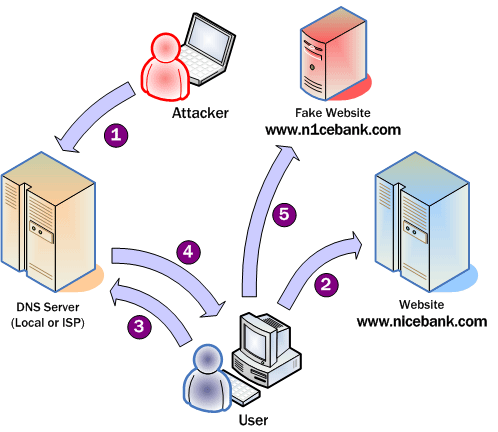 Attacker
Fake Website
www.n1cebank.com
1
4
5
2
DNS Server
(Local or ISP)
3
Website
www.nicebank.com
User